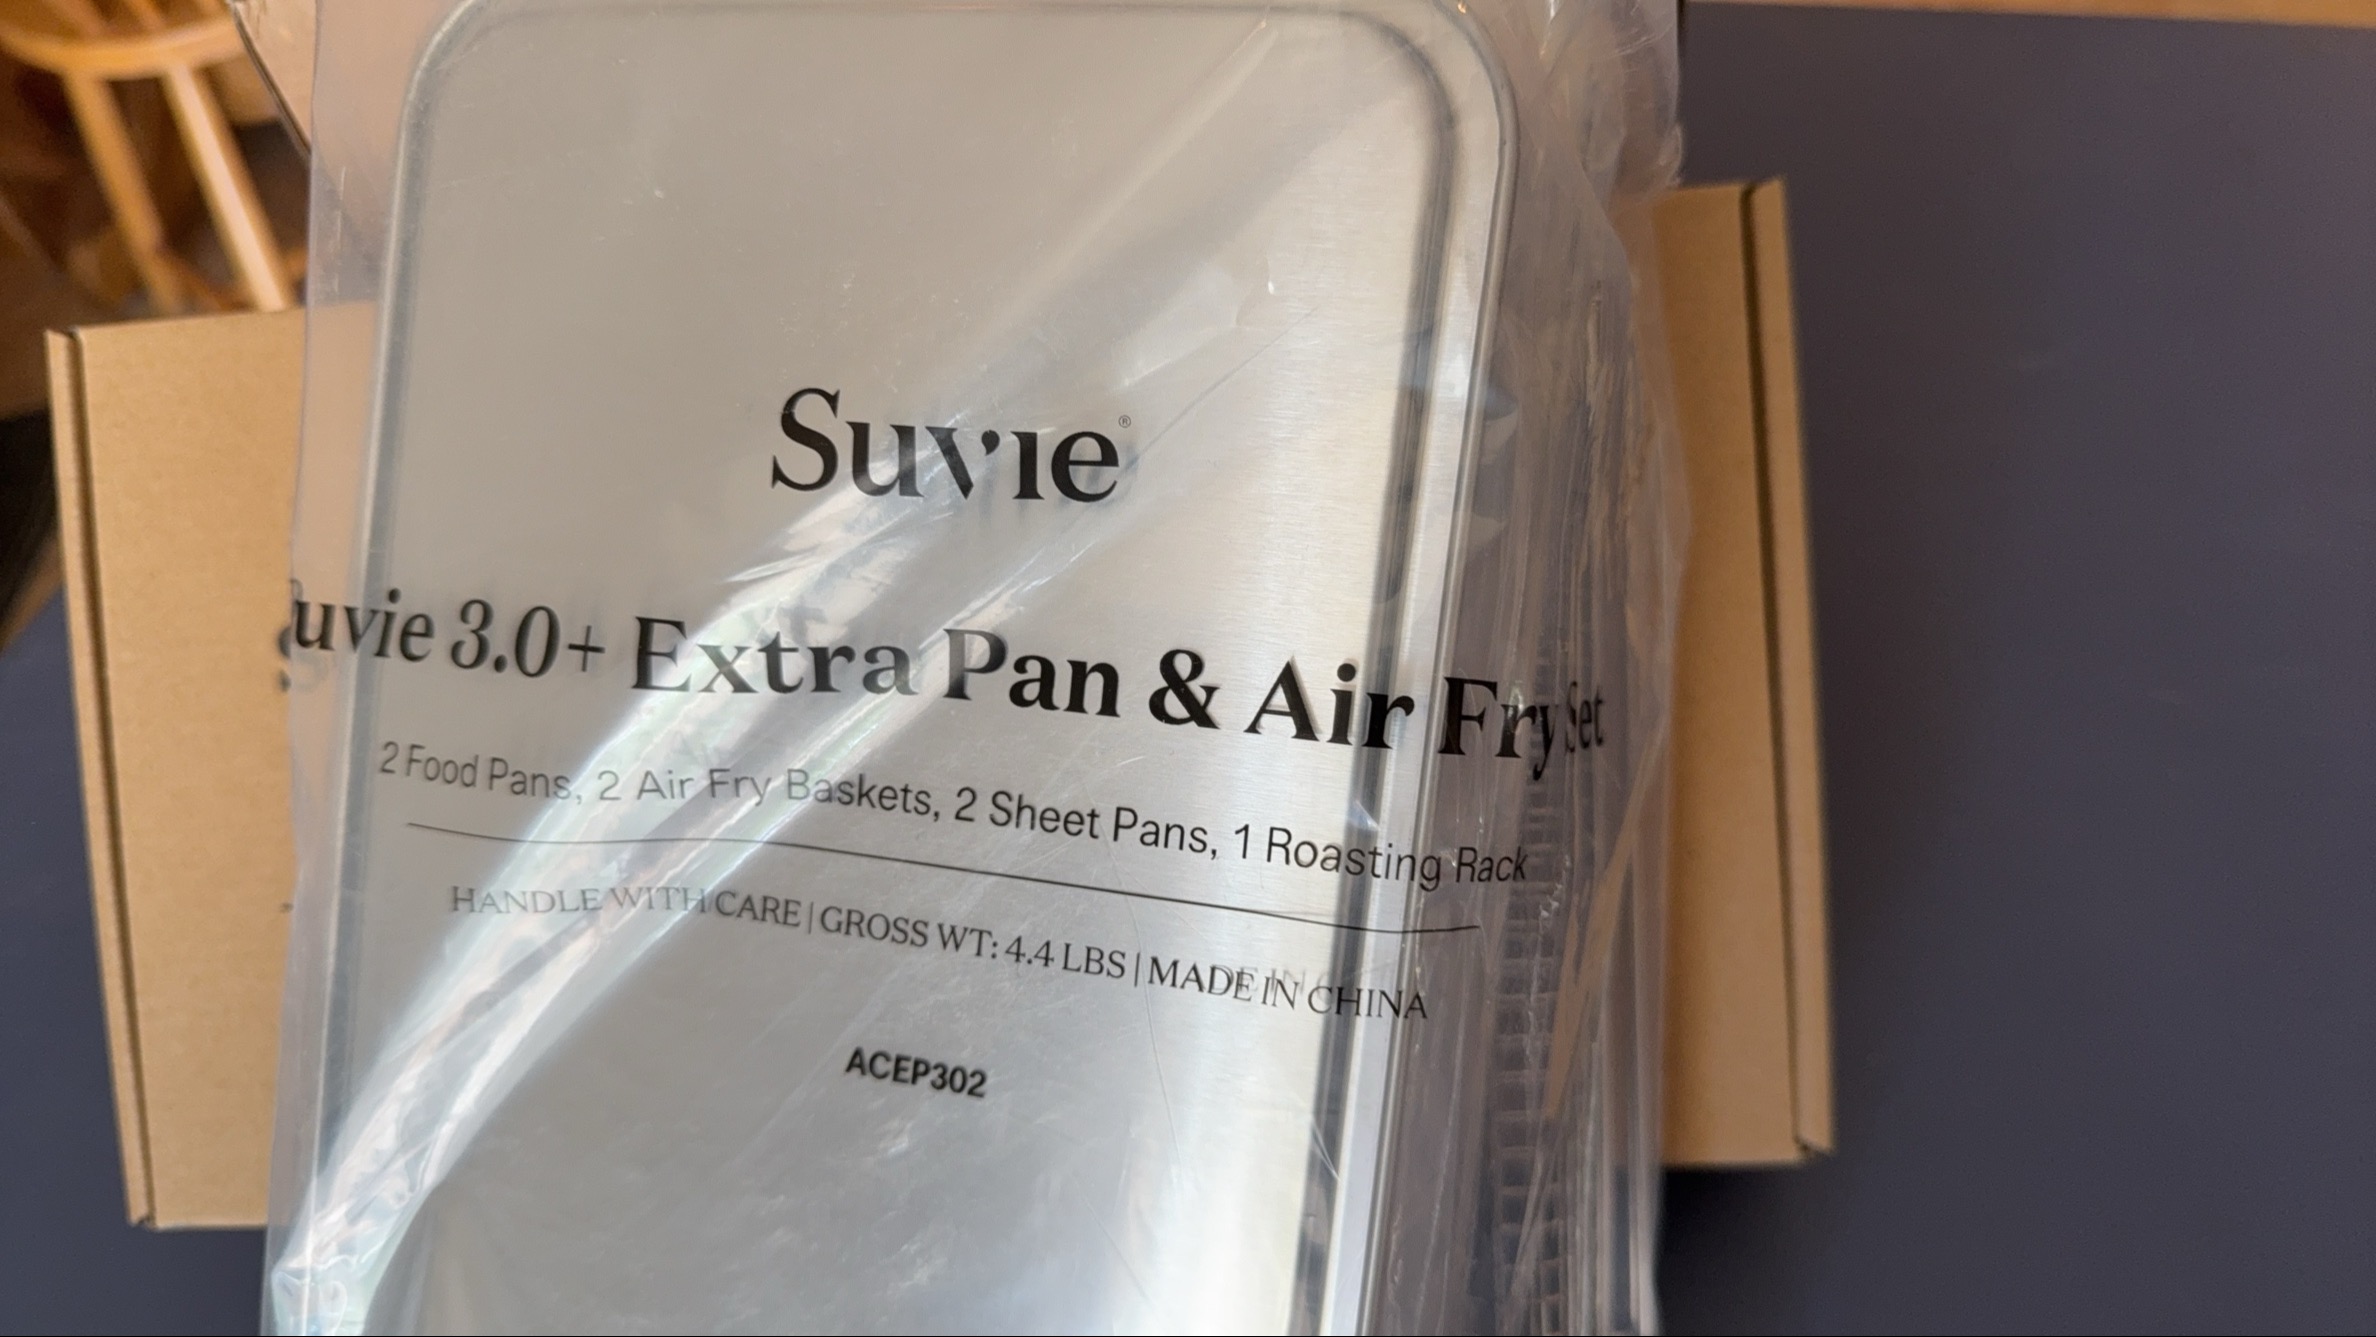 Suvie®
Suvie 3.0+ Extra Pan & Air Fry Set
2 Food Pans, 2 Air Fry Baskets, 2 Sheet Pans, 1 Roasting Rack
HANDLE WITH CARE | GROSS WT: 4.4 LBS | MADE IN CHINA
ACEP302